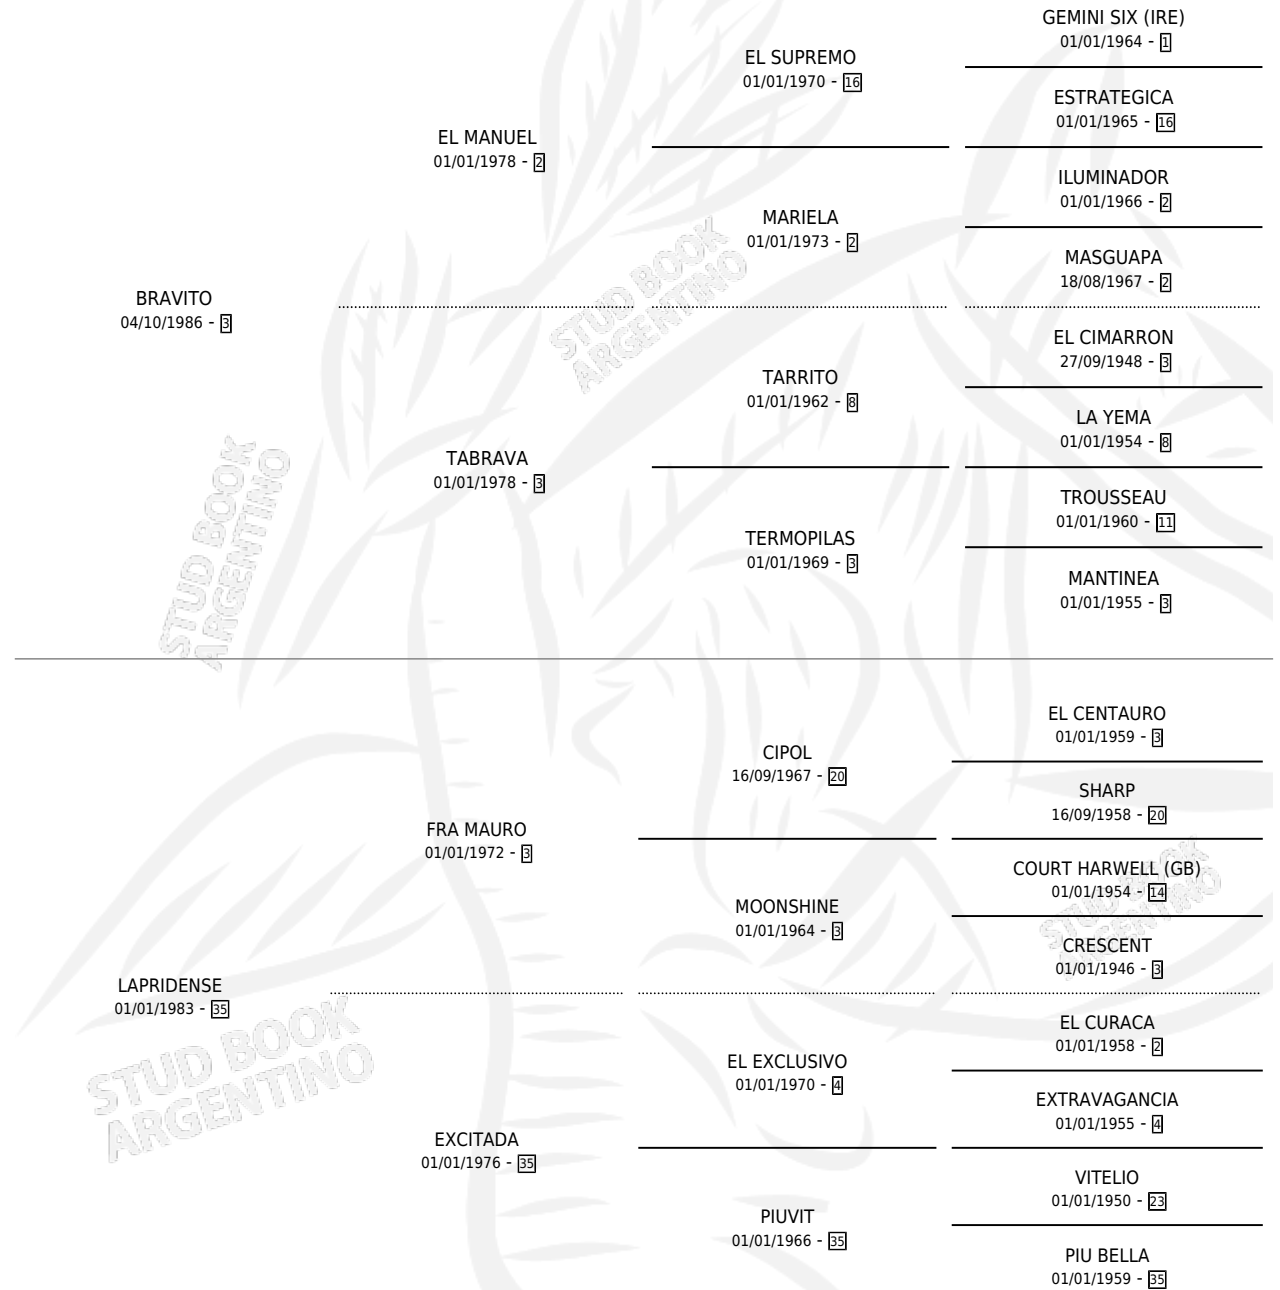 GEMINI SIX (IRE)
01/01/1964 - 1
EL SUPREMO
01/01/1970 - 16
ESTRATEGICA
01/01/1965 - 16
EL MANUEL
01/01/1978 - 2
ILUMINADOR
01/01/1966 - 2
MARIELA
01/01/1973 - 2
MASGUAPA
18/08/1967 - 2
BRAVITO
04/10/1986 - 3
STUD BOOK
ARGENTINO
EL CIMARRON
27/09/1948 - 3
TARRITO
01/01/1962 - 8
LA YEMA
01/01/1954 - 8
TABRAVA
01/01/1978 - 3
TROUSSEAU
01/01/1960 - 11
TERMOPILAS
01/01/1969 - 3
MANTINEA
01/01/1955 - 3
STUD BOOK
ARGENTINO
EL CENTAURO
01/01/1959 - 3
CIPOL
16/09/1967 - 20
SHARP
16/09/1958 - 20
FRA MAURO
01/01/1972 - 3
COURT HARWELL (GB)
01/01/1954 - 14
MOONSHINE
01/01/1964 - 3
STUD BOOK
ARGENTINO
CRESCENT
01/01/1946 - 3
LAPRIDENSE
01/01/1983 - 35
EL CURACA
01/01/1958 - 2
STUD BOOK
ARGENTINO
EL EXCLUSIVO
01/01/1970 - 4
EXTRAVAGANCIA
01/01/1955 - 4
EXCITADA
01/01/1976 - 35
VITELIO
01/01/1950 - 23
PIUVIT
01/01/1966 - 35
PIU BELLA
01/01/1959 - 35